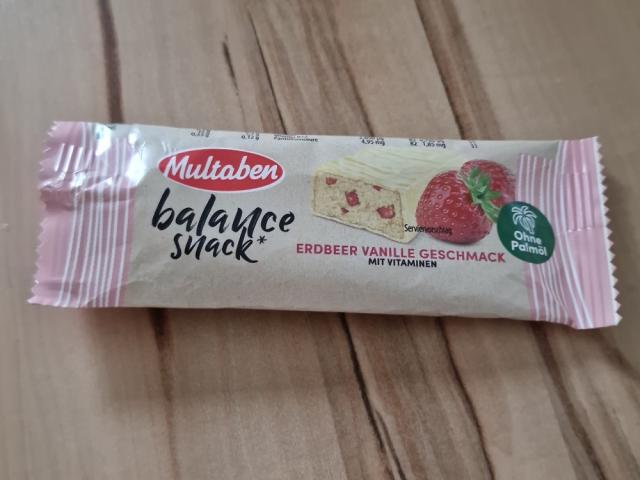 Multaben
balance
snack*
Serviervorschlag
ERDBEER VANILLE GESCHMACK
MIT VITAMINEN
Ohne
Palmöl